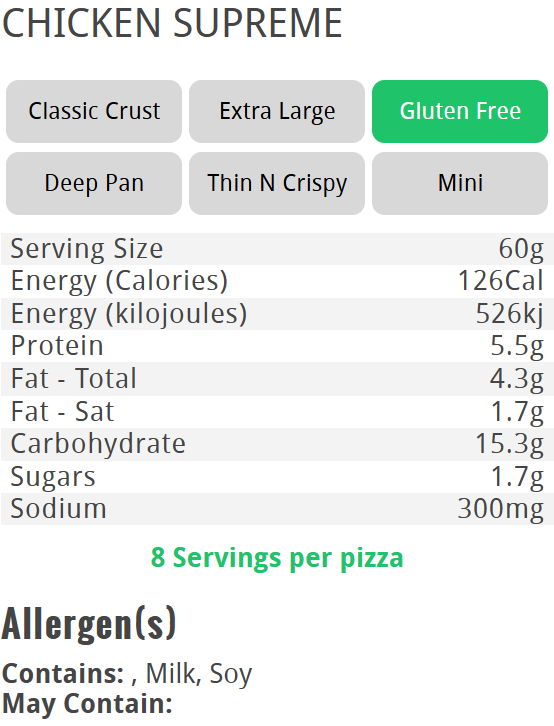 CHICKEN SUPREME
Classic Crust Extra Large Gluten Free
Deep Pan Thin N Crispy Mini
Serving Size 60g
Energy (Calories) 126Cal
Energy (kilojoules) 526kj
Protein 5.5g
Fat - Total 4.3g
Fat - Sat 1.7g
Carbohydrate 15.3g
Sugars 1.7g
Sodium 300mg
8 Servings per pizza
Allergen(s)
Contains: , Milk, Soy
May Contain: